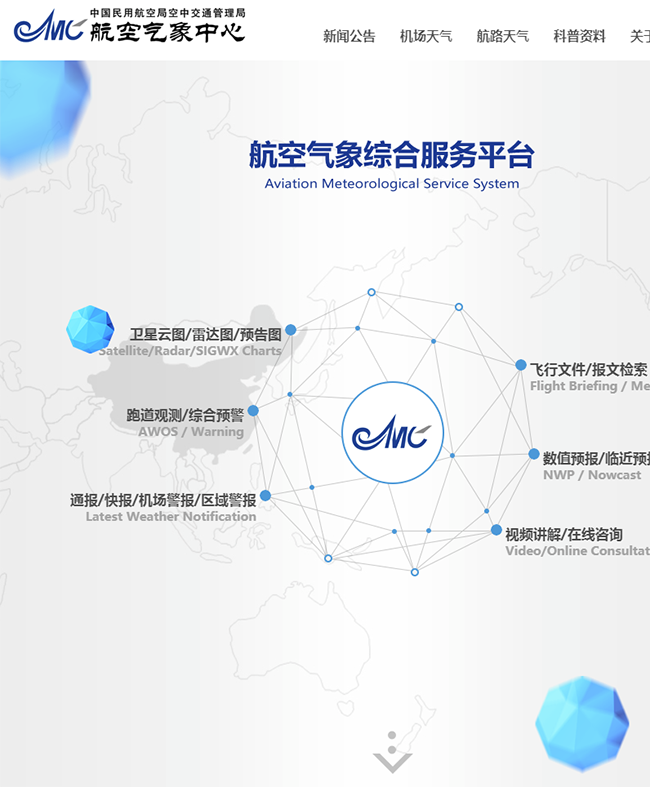 中国民用航空局空中交通管理局
AMC 航空气象中心
新闻公告 机场天气 航路天气 科普资料 关于
航空气象综合服务平台
Aviation Meteorological Service System
卫星云图/雷达图/预告图
Satellite/Radar/SIGWX Charts
飞行文件/报文检索
Flight Briefing / Me
跑道观测/综合预警
AWOS / Warning
AMC
数值预报/临近预报
NWP / Nowcast
通报/快报/机场警报/区域警报
Latest Weather Notification
视频讲解/在线咨询
Video/Online Consultat